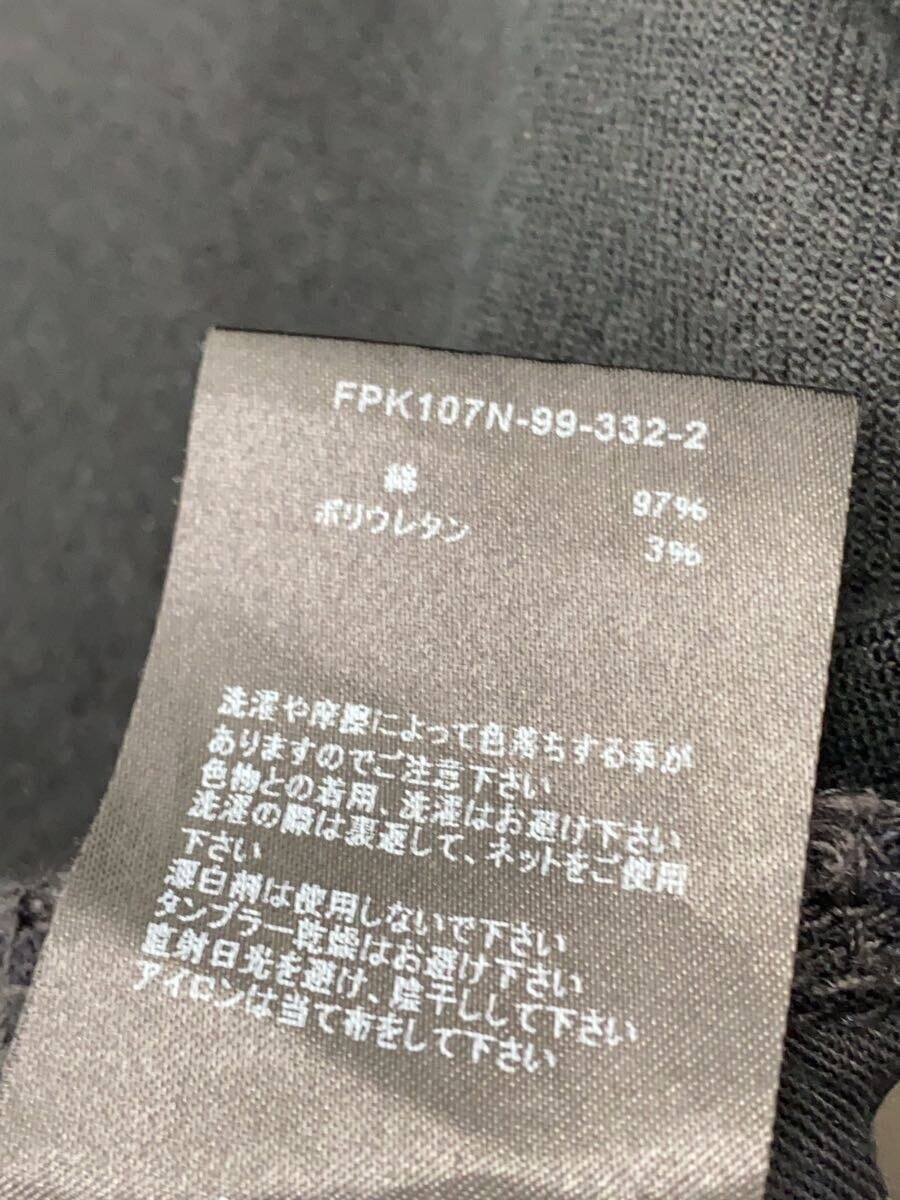 FPK107N-99-332-2
綿 97%
ポリウレタン 3%
洗濯や摩擦によって色落ちする事が
ありますのでご注意下さい
色物との着用、洗濯はお避け下さい
洗濯の際は裏返して、ネットをご使用
下さい
漂白剤は使用しないで下さい
タンブラー乾燥はお避け下さい
直射日光を避け、陰干しして下さい
アイロンは当て布をして下さい